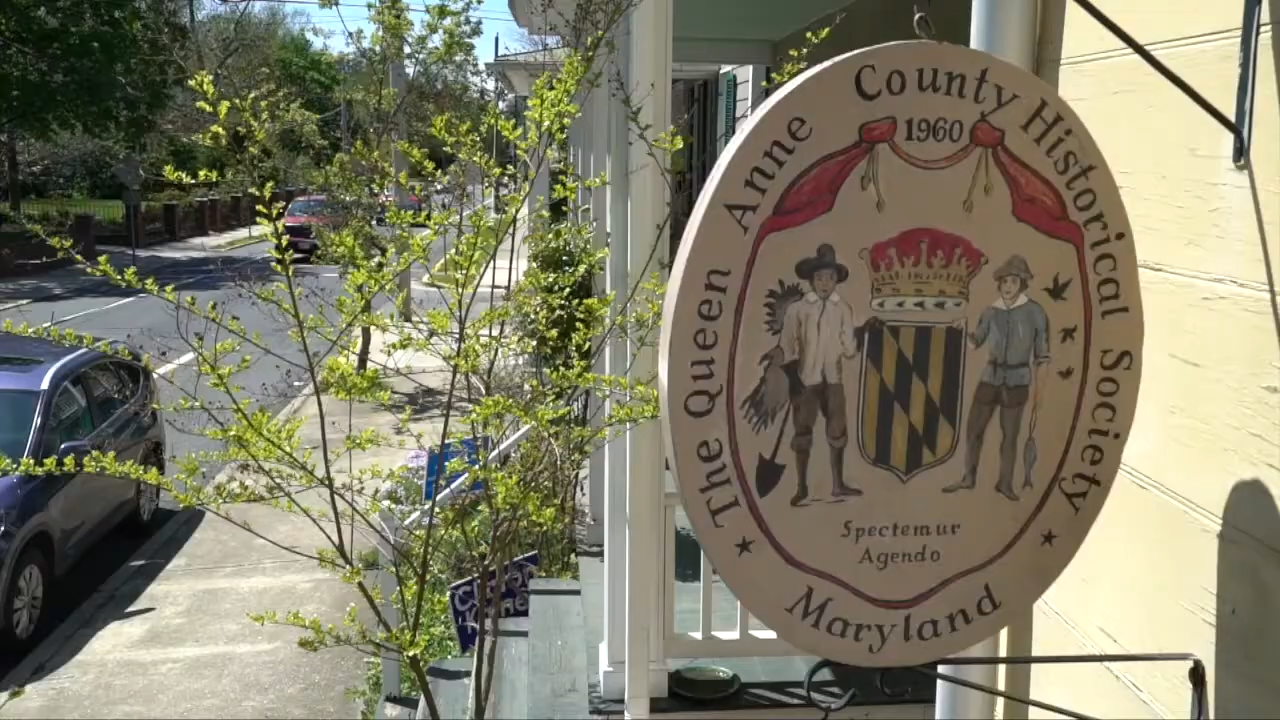 The Queen Anne County Historical Society
1960
Spectemur
Agendo
Maryland